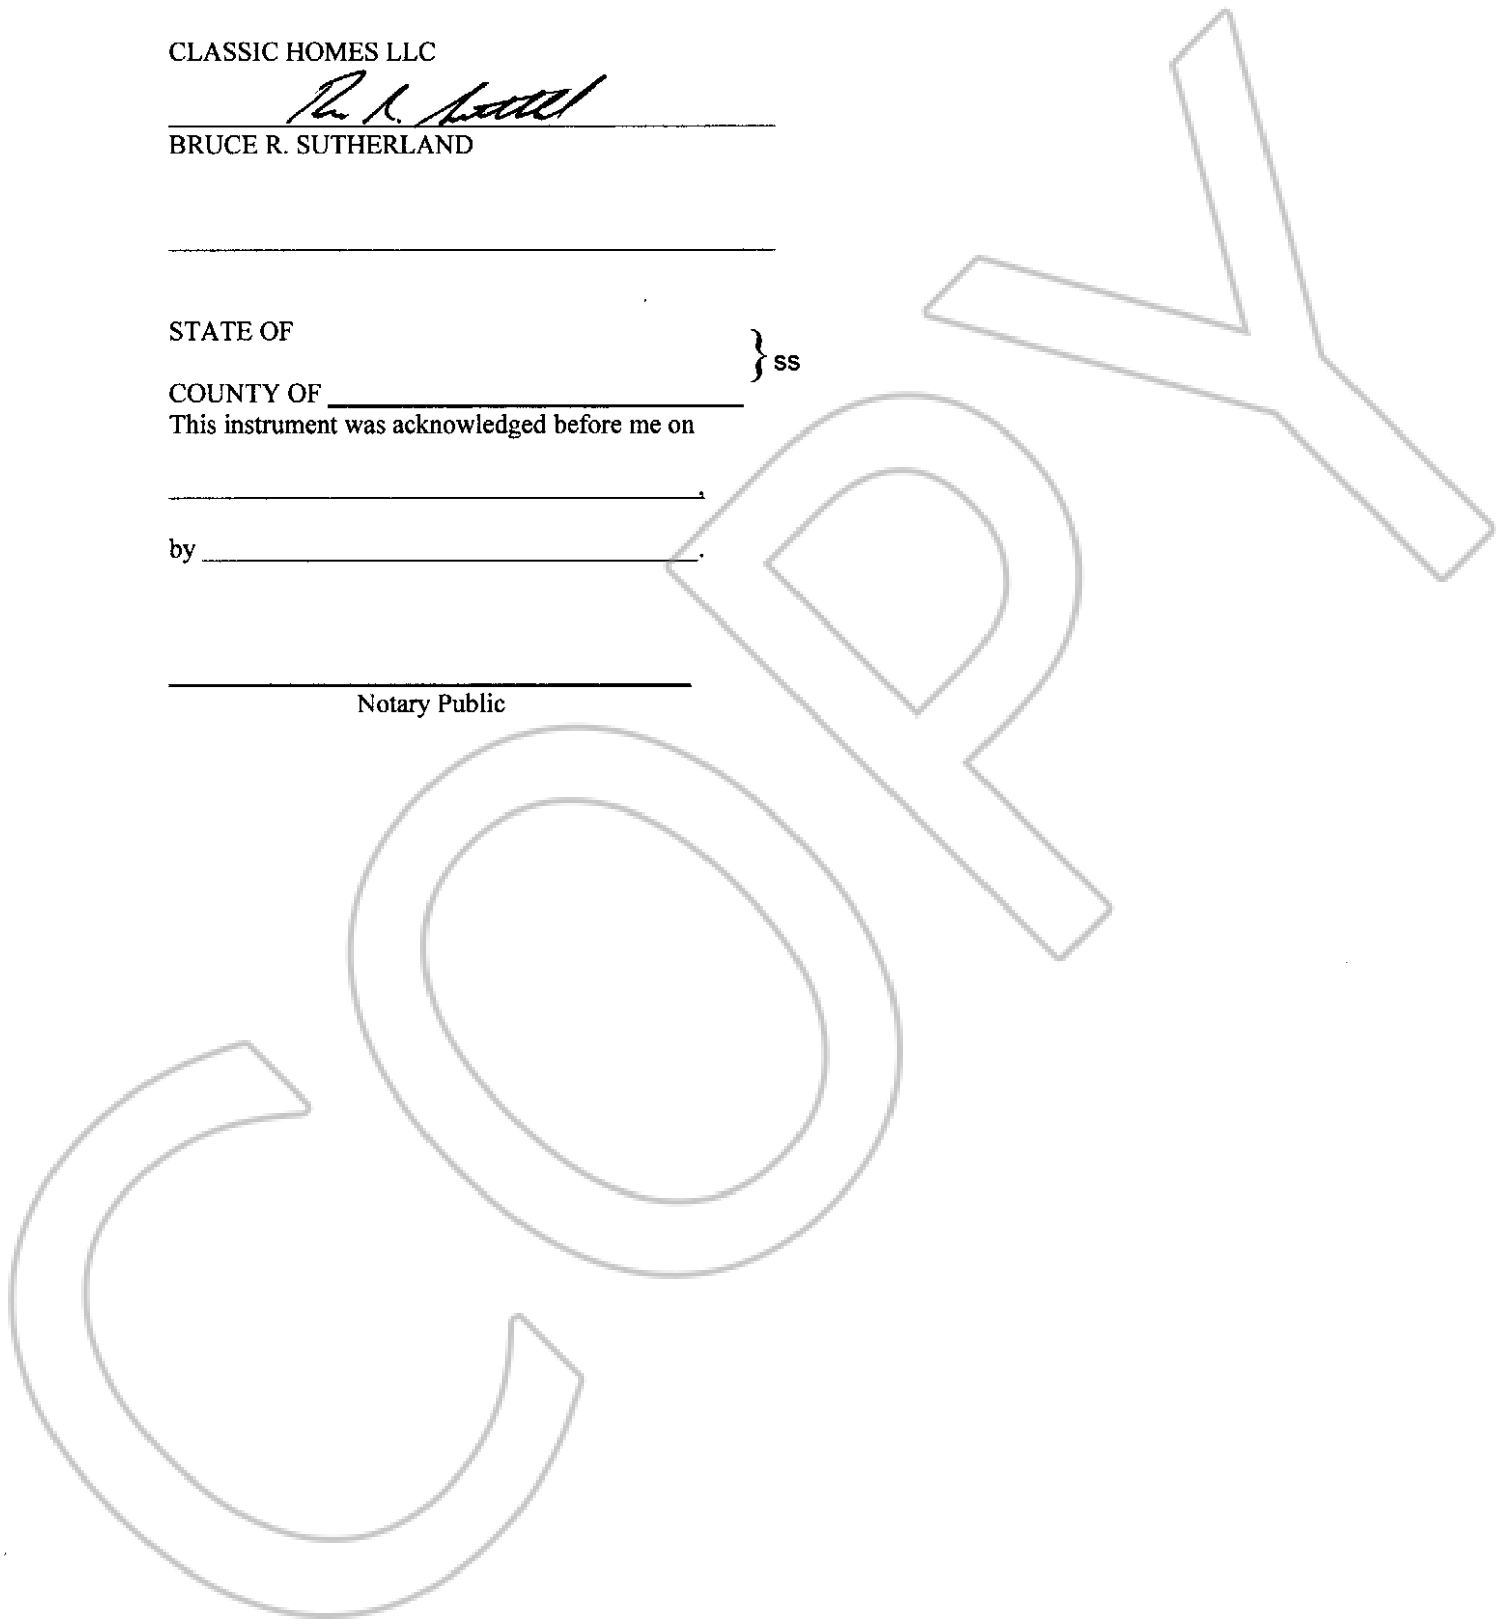 CLASSIC HOMES LLC
BRUCE R. SUTHERLAND
STATE OF
} ss
COUNTY OF
This instrument was acknowledged before me on
,
by .
Notary Public
COPY